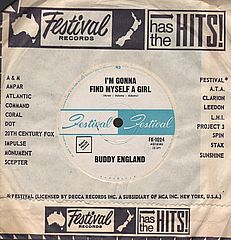 Festival RECORDS
has the HITS!
45
I'M GONNA
FIND MYSELF A GIRL
A & M
AMPAR
ATLANTIC
COMMAND
CORAL
DOT
20TH CENTURY FOX
IMPULSE
MONUMENT
SCEPTER
FESTIVAL*
A.T.A.
CLARION
LEEDON
L.H.I.
PROJECT 3
SPIN
STAX
SUNSHINE
Festival Festival
FK-1024
BUDDY ENGLAND
® FESTIVAL (LICENSED BY DECCA RECORDS INC. A SUBSIDIARY OF MCA INC. NEW YORK, U.S.A.)
Festival RECORDS
has the HITS!